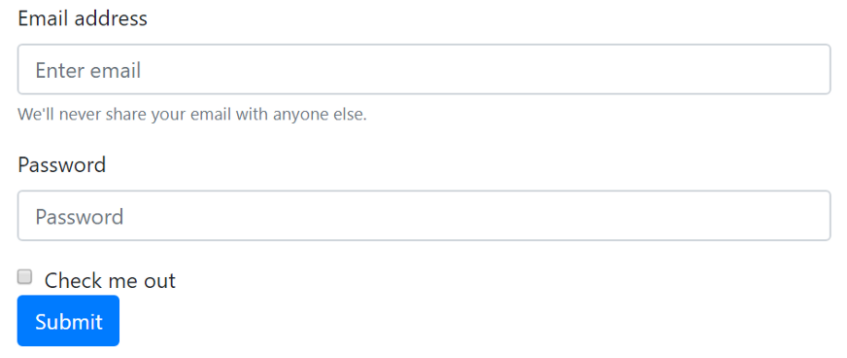 Email address
Enter email
We'll never share your email with anyone else.
Password
Password
Check me out
Submit